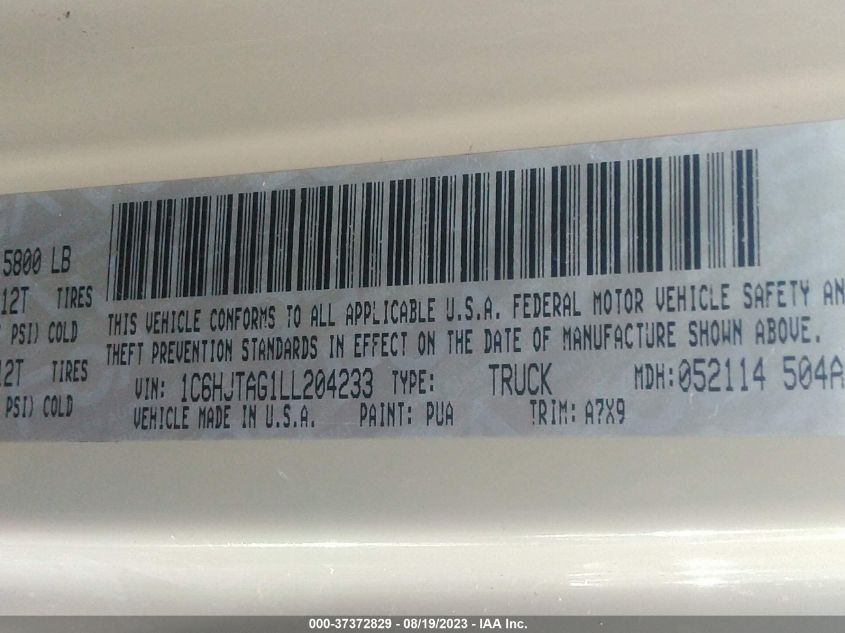 5800 LB
12T TIRES
PSI) COLD
12T TIRES
PSI) COLD
THIS VEHICLE CONFORMS TO ALL APPLICABLE U.S.A. FEDERAL MOTOR VEHICLE SAFETY AN
THEFT PREVENTION STANDARDS IN EFFECT ON THE DATE OF MANUFACTURE SHOWN ABOVE.
VIN: 1C6HJTAG1LL204233 TYPE: TRUCK MDH:052114 504A
VEHICLE MADE IN U.S.A. PAINT: PUA TRIM: A7X9
000-37372829 - 08/19/2023 - IAA Inc.